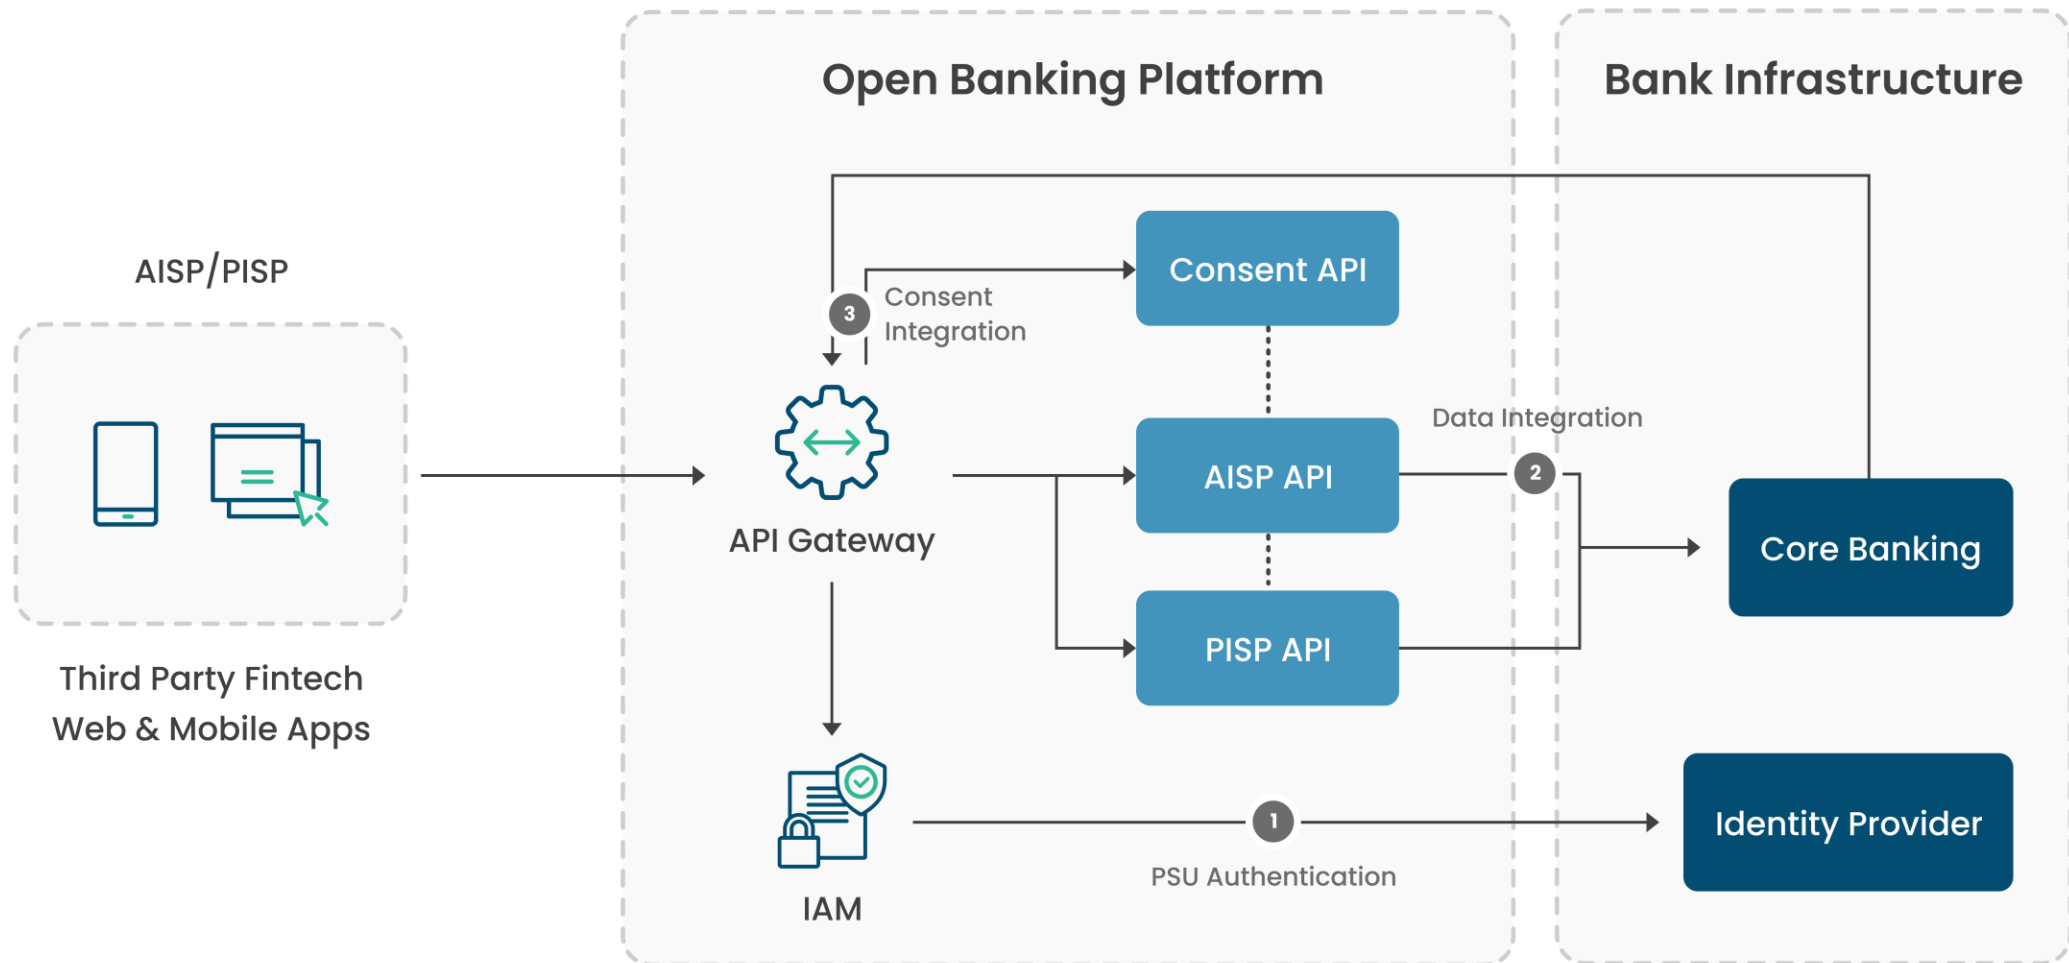 Open Banking Platform
Bank Infrastructure
AISP/PISP
Third Party Fintech
Web & Mobile Apps
3
Consent
Integration
Consent API
API Gateway
AISP API
Data Integration
2
PISP API
Core Banking
IAM
1
PSU Authentication
Identity Provider